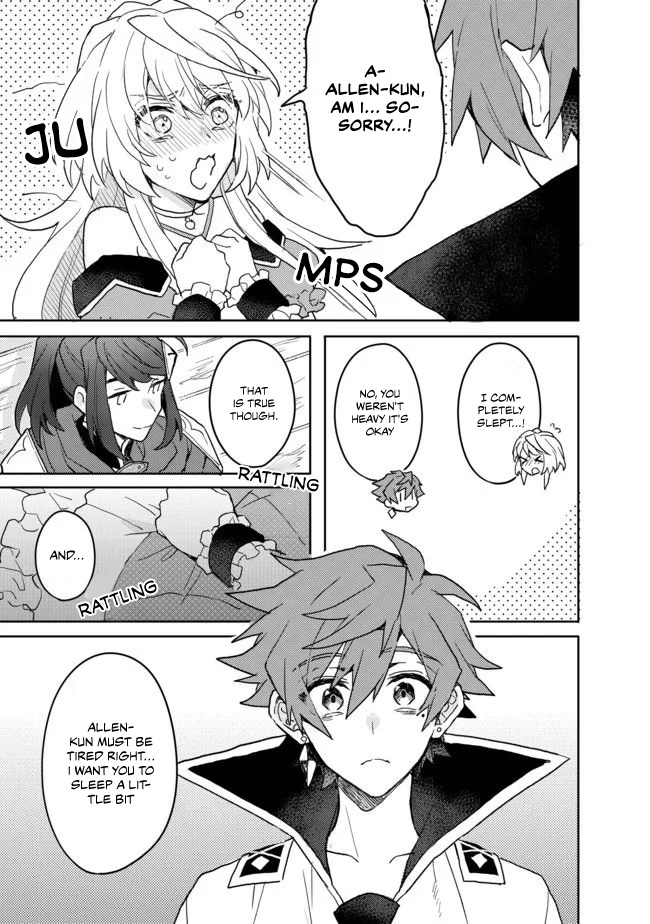 A-
ALLEN-KUN,
AM I... SO-
SORRY...!
JU
MPS
I COM-
PLETELY
SLEPT...!
NO, YOU
WEREN'T
HEAVY IT'S
OKAY
THAT
IS TRUE
THOUGH.
RATTLING
AND...
RATTLING
ALLEN-
KUN MUST BE
TIRED RIGHT...
I WANT YOU TO
SLEEP A LIT-
TLE BIT